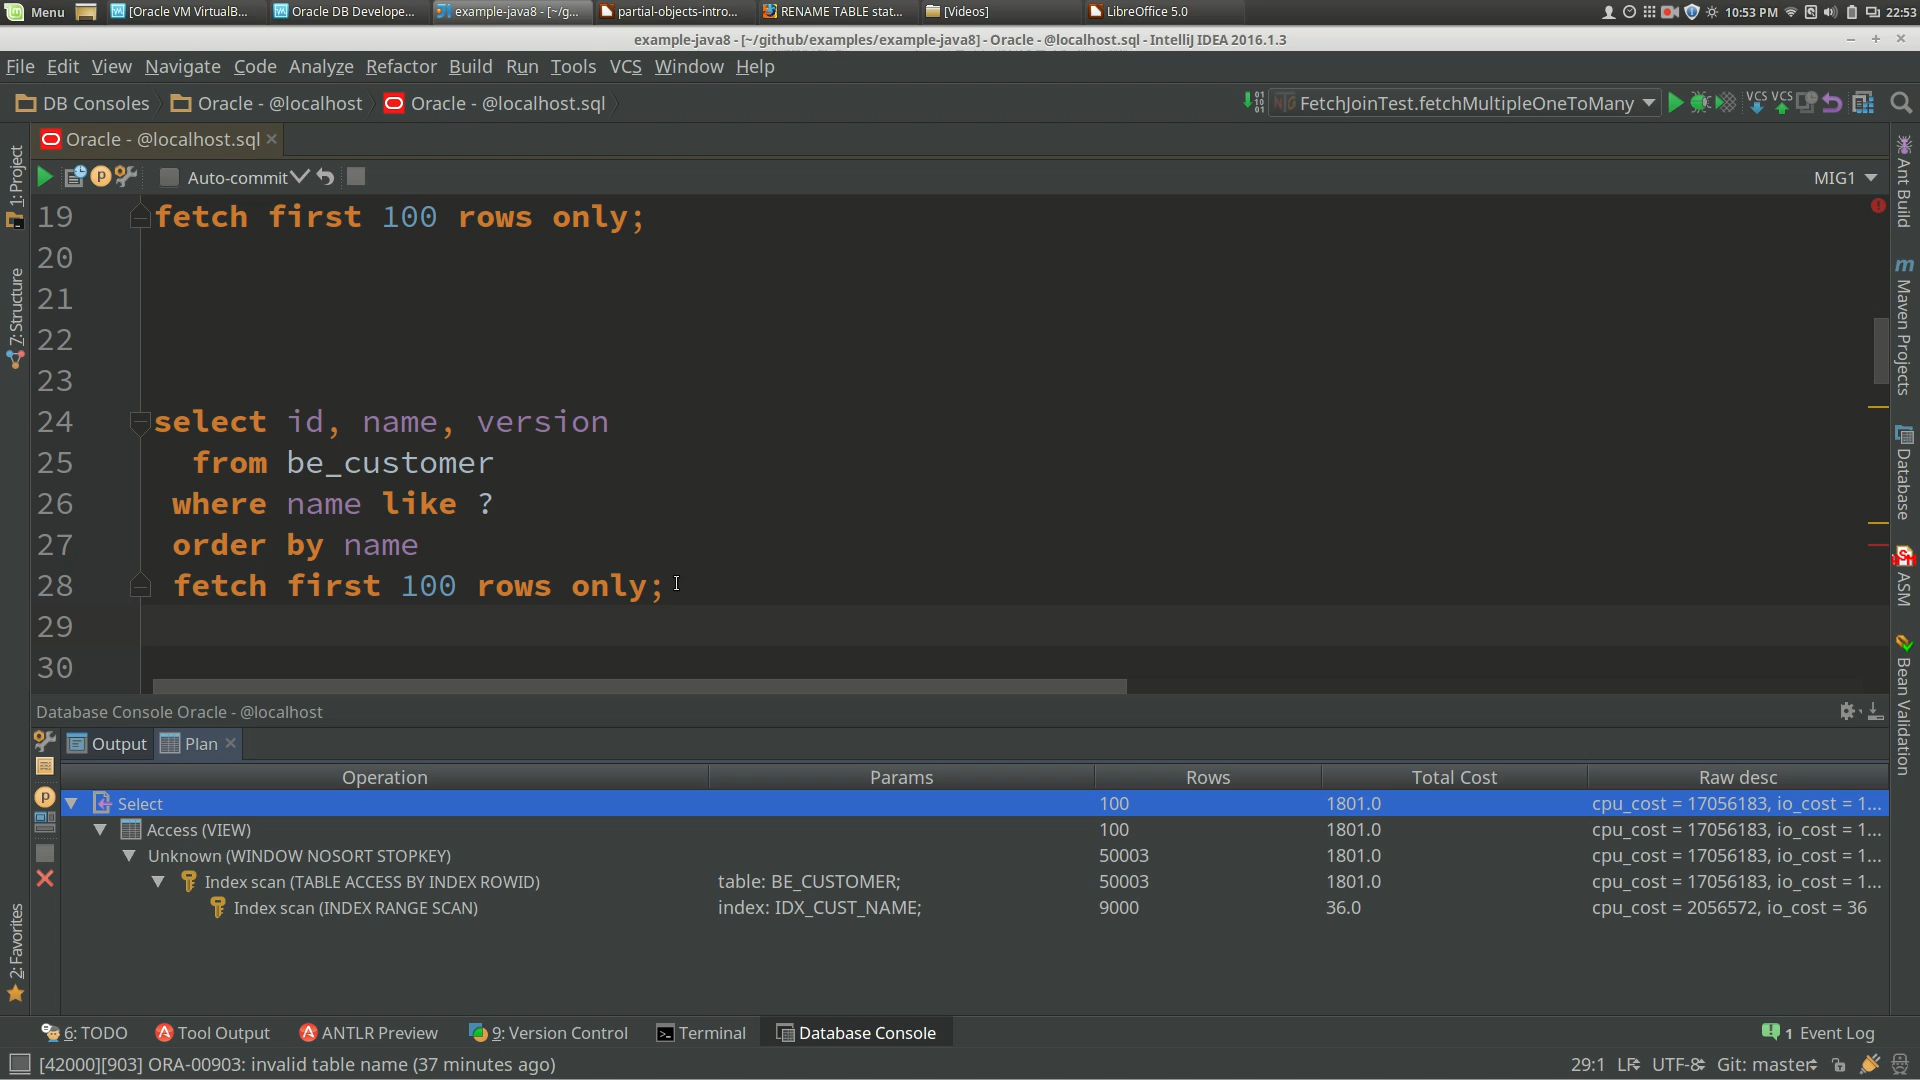 Menu [Oracle VM VirtualB... Oracle DB Develope... example-java8 - [~/g... partial-objects-intro... RENAME TABLE stat... [Videos] LibreOffice 5.0 10:53 PM 22:53
example-java8 - [~/github/examples/example-java8] - Oracle - @localhost.sql - IntelliJ IDEA 2016.1.3
File Edit View Navigate Code Analyze Refactor Build Run Tools VCS Window Help
DB Consoles Oracle - @localhost Oracle - @localhost.sql FetchJoinTest.fetchMultipleOneToMany VCS VCS
Oracle - @localhost.sql
Auto-commit MIG1
1: Project
7: Structure
2: Favorites
19 fetch first 100 rows only;
20
21
22
23
24 select id, name, version
25 from be_customer
26 where name like ?
27 order by name
28 fetch first 100 rows only;
29
30
Ant Build
Maven Projects
Database
ASM
Bean Validation
Database Console Oracle - @localhost
Output Plan
Operation Params Rows Total Cost Raw desc
Select 100 1801.0 cpu_cost = 17056183, io_cost = 1...
Access (VIEW) 100 1801.0 cpu_cost = 17056183, io_cost = 1...
Unknown (WINDOW NOSORT STOPKEY) 50003 1801.0 cpu_cost = 17056183, io_cost = 1...
Index scan (TABLE ACCESS BY INDEX ROWID) table: BE_CUSTOMER; 50003 1801.0 cpu_cost = 17056183, io_cost = 1...
Index scan (INDEX RANGE SCAN) index: IDX_CUST_NAME; 9000 36.0 cpu_cost = 2056572, io_cost = 36
6: TODO Tool Output ANTLR Preview 9: Version Control Terminal Database Console 1 Event Log
[42000][903] ORA-00903: invalid table name (37 minutes ago) 29:1 LF UTF-8 Git: master